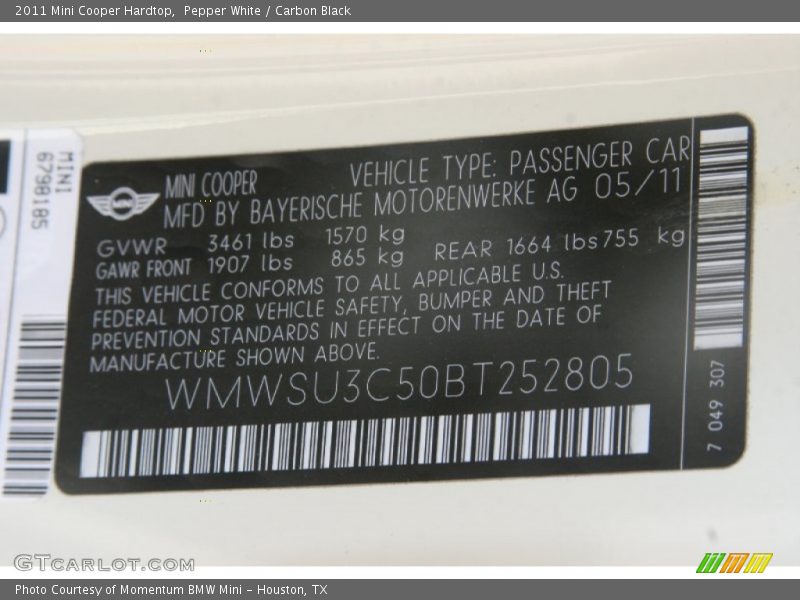 2011 Mini Cooper Hardtop,  Pepper White / Carbon Black
MINI
6798185
MINI
MINI COOPER
VEHICLE TYPE: PASSENGER CAR
MFD BY BAYERISCHE MOTORENWERKE AG 05/11
GVWR 3461 lbs 1570 kg
GAWR FRONT 1907 lbs 865 kg REAR 1664 lbs 755 kg
THIS VEHICLE CONFORMS TO ALL APPLICABLE U.S.
FEDERAL MOTOR VEHICLE SAFETY, BUMPER AND THEFT
PREVENTION STANDARDS IN EFFECT ON THE DATE OF
MANUFACTURE SHOWN ABOVE.
WMWSU3C50BT252805
7 049 307
GTCARLOT.COM
Photo Courtesy of Momentum BMW Mini - Houston, TX